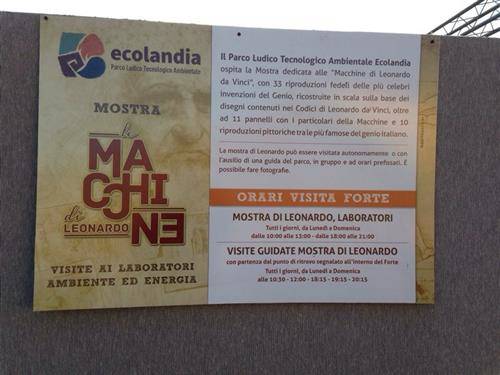 ecolandia
Parco Ludico Tecnologico Ambientale
MOSTRA
le
MA
CCHI
di
LEONARDO
NE
VISITE AI LABORATORI
AMBIENTE ED ENERGIA
Il Parco Ludico Tecnologico Ambientale Ecolandia
ospita la Mostra dedicata alle "Macchine di Leonardo
da Vinci", con 33 riproduzioni fedeli delle più celebri
invenzioni del Genio, ricostruite in scala sulla base dei
disegni contenuti nei Codici di Leonardo da Vinci, oltre
ad 11 pannelli con i particolari della Macchine e 10
riproduzioni pittoriche tra le più famose del genio italiano.
La mostra di Leonardo può essere visitata autonomamente o con
l'ausilio di una guida del parco, in gruppo e ad orari prefissati. È
possibile fare fotografie.
ORARI VISITA FORTE
MOSTRA DI LEONARDO, LABORATORI
Tutti i giorni, da Lunedì a Domenica
dalle 10:00 alle 13:00 - dalle 18:00 alle 21:00
VISITE GUIDATE MOSTRA DI LEONARDO
con partenza dal punto di ritrovo segnalato all'interno del Forte
Tutti i giorni, da Lunedì a Domenica
alle 10:30 - 12:00 - 18:15 - 19:15 - 20:15